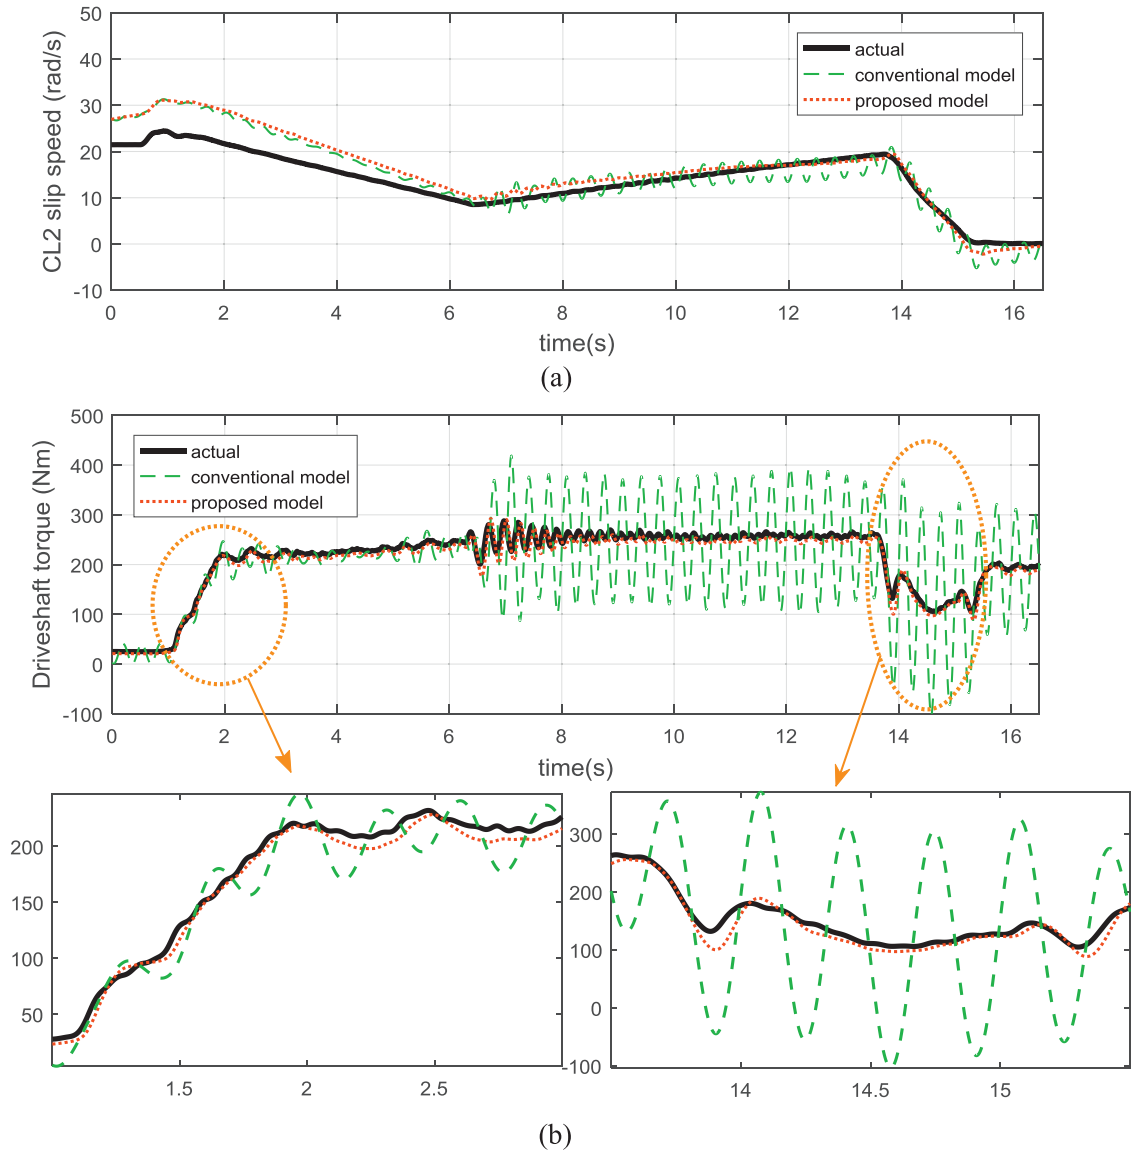 50
40
30
20
10
0
-10
CL2 slip speed (rad/s)
actual
conventional model
proposed model
0 2 4 6 8 10 12 14 16
time(s)
(a)
500
400
300
200
100
0
-100
Driveshaft torque (Nm)
actual
conventional model
proposed model
0 2 4 6 8 10 12 14 16
time(s)
200
150
100
50
1.5 2 2.5
300
200
100
0
-100
14 14.5 15
(b)